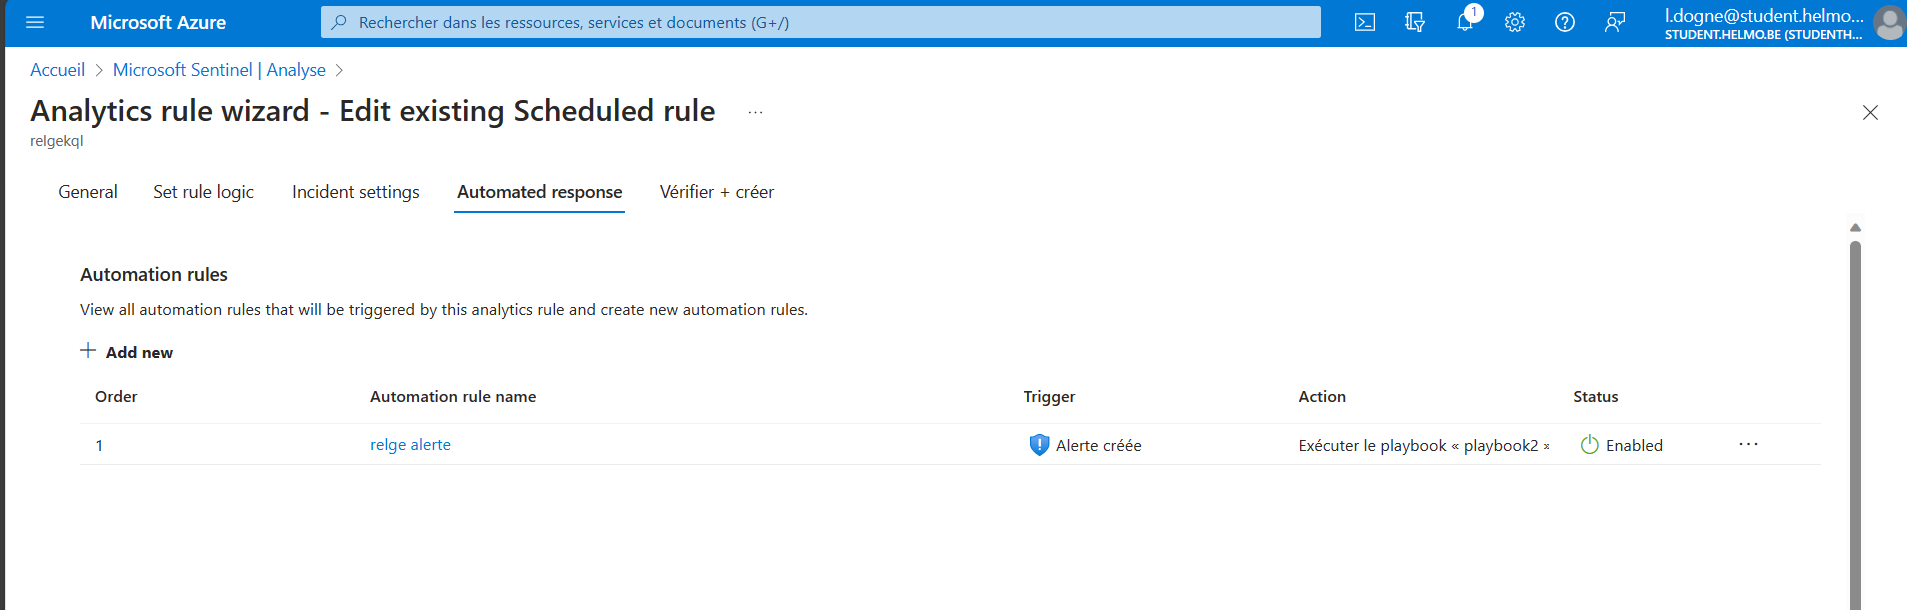 Microsoft Azure
Rechercher dans les ressources, services et documents (G+/)
1
l.dogne@student.helmo...
STUDENT.HELMO.BE (STUDENTH...
Accueil > Microsoft Sentinel | Analyse >
Analytics rule wizard - Edit existing Scheduled rule ...
relgekql
General Set rule logic Incident settings Automated response Vérifier + créer
Automation rules
View all automation rules that will be triggered by this analytics rule and create new automation rules.
+ Add new
Order Automation rule name Trigger Action Status
1 relge alerte Alerte créée Exécuter le playbook « playbook2 » Enabled ...